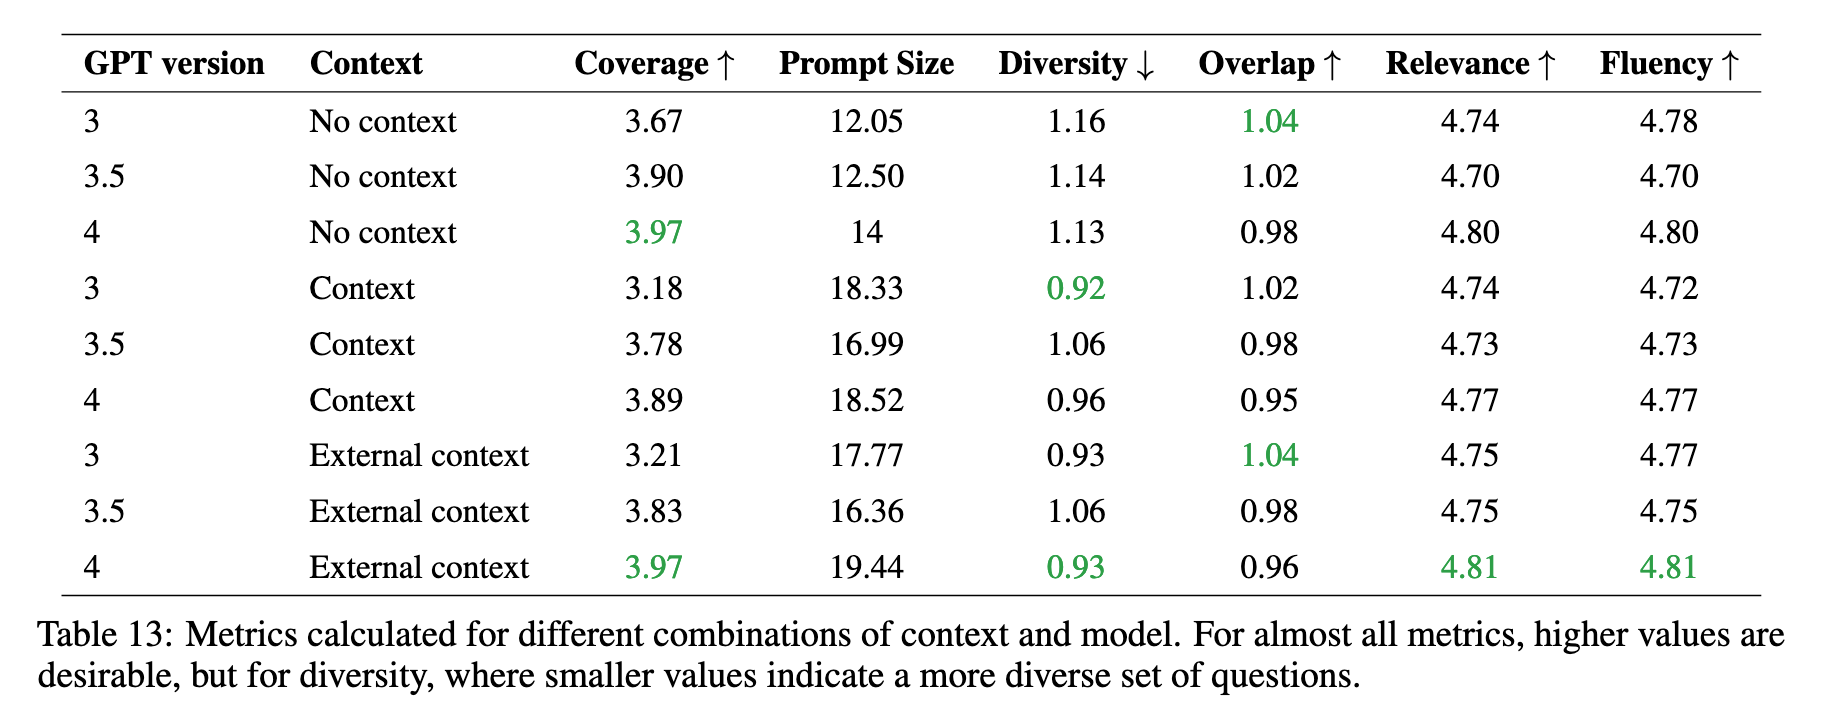 GPT version Context Coverage ↑ Prompt Size Diversity ↓ Overlap ↑ Relevance ↑ Fluency ↑
3 No context 3.67 12.05 1.16 1.04 4.74 4.78
3.5 No context 3.90 12.50 1.14 1.02 4.70 4.70
4 No context 3.97 14 1.13 0.98 4.80 4.80
3 Context 3.18 18.33 0.92 1.02 4.74 4.72
3.5 Context 3.78 16.99 1.06 0.98 4.73 4.73
4 Context 3.89 18.52 0.96 0.95 4.77 4.77
3 External context 3.21 17.77 0.93 1.04 4.75 4.77
3.5 External context 3.83 16.36 1.06 0.98 4.75 4.75
4 External context 3.97 19.44 0.93 0.96 4.81 4.81
Table 13: Metrics calculated for different combinations of context and model. For almost all metrics, higher values are
desirable, but for diversity, where smaller values indicate a more diverse set of questions.